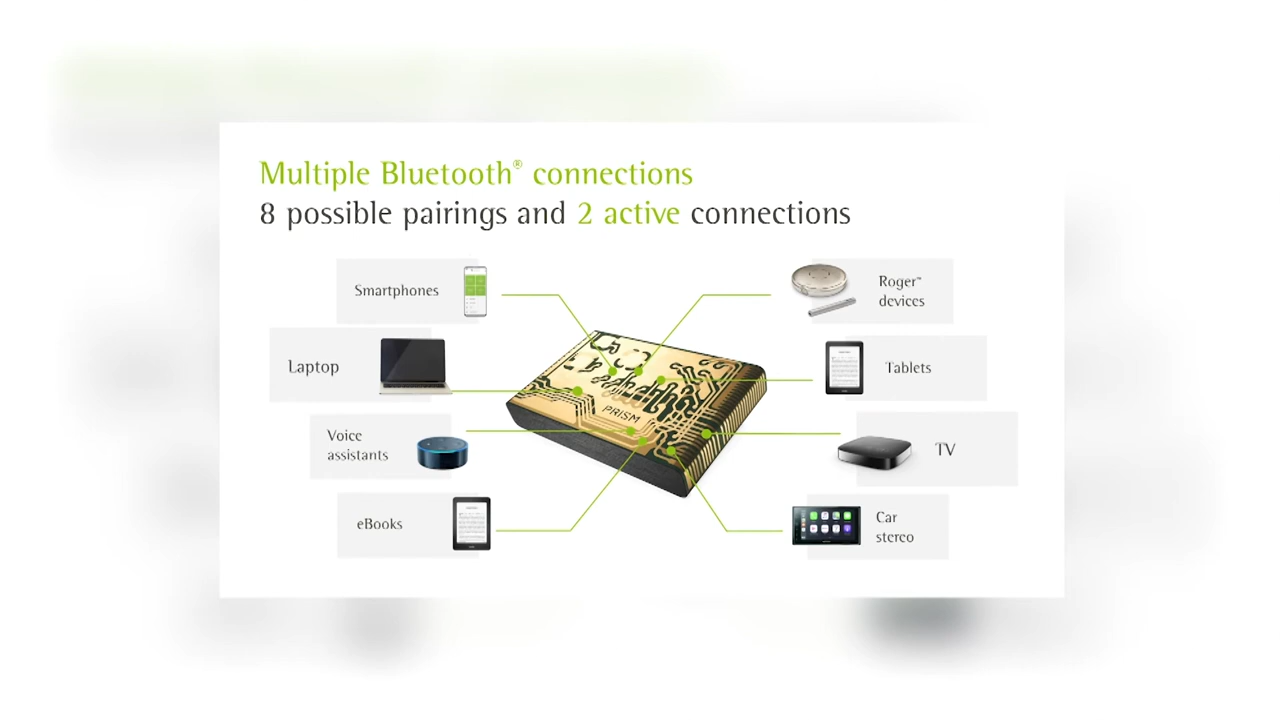 Multiple Bluetooth® connections
8 possible pairings and 2 active connections
Smartphones
Laptop
Voice
assistants
eBooks
PRISM
Roger™
devices
Tablets
TV
Car
stereo